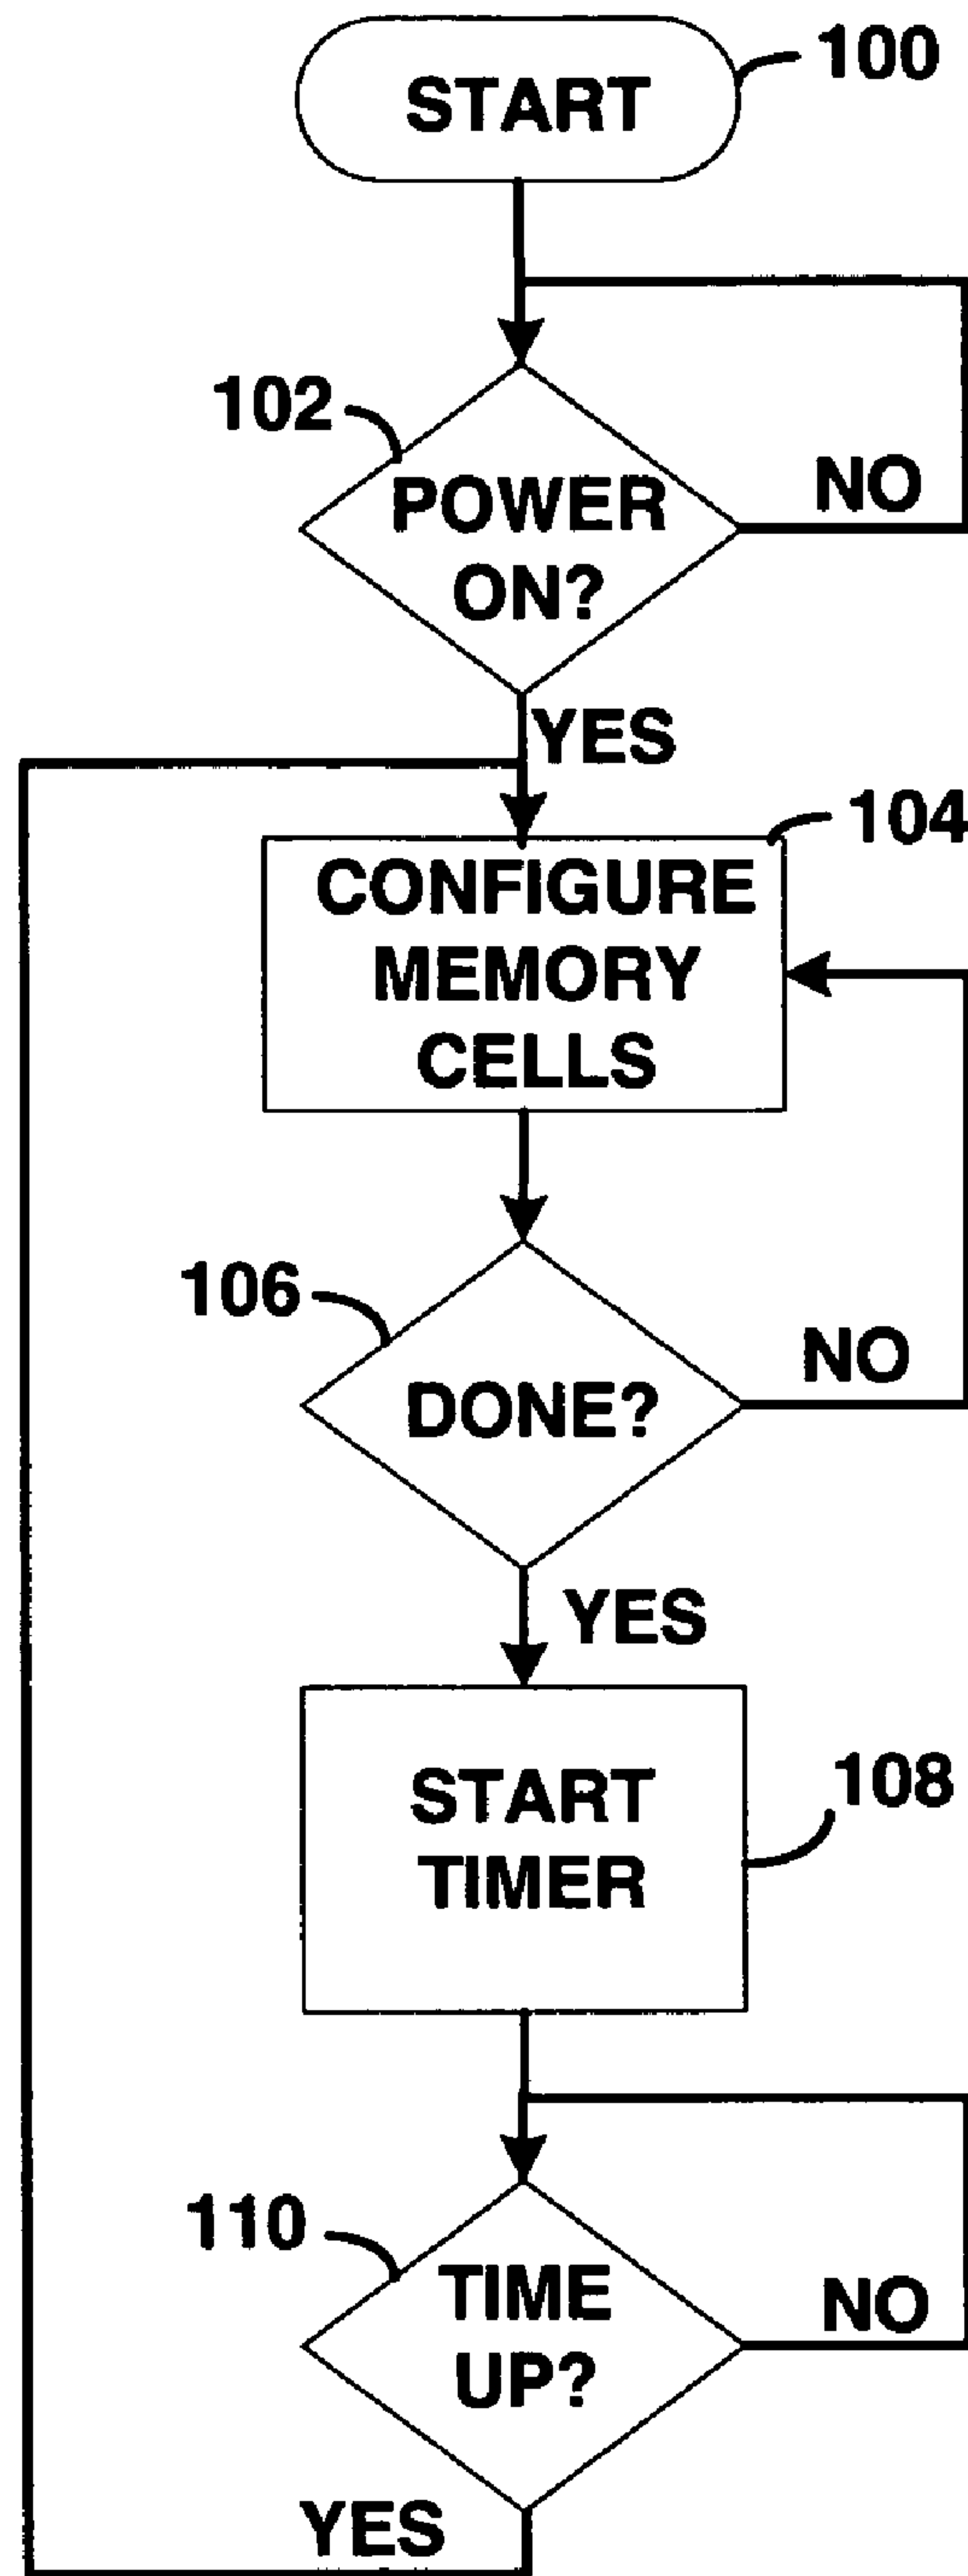 START
100
102
POWER
ON?
NO
YES
104
CONFIGURE
MEMORY
CELLS
106
DONE?
NO
YES
START
TIMER
108
110
TIME
UP?
NO
YES